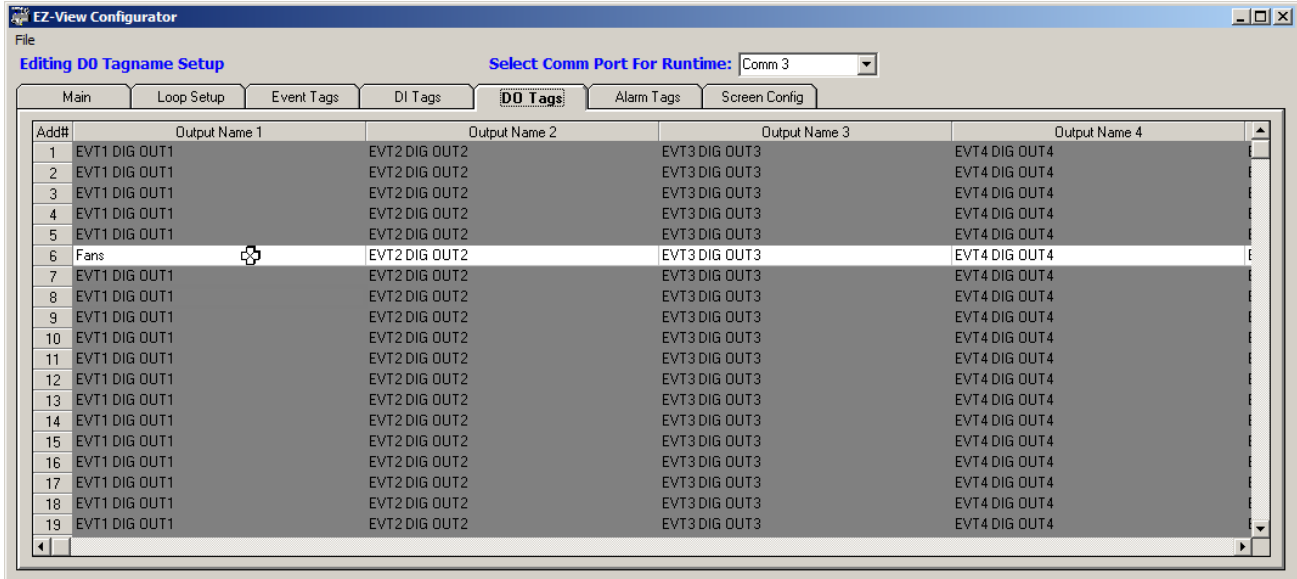 EZ-View Configurator
File
Editing D0 Tagname Setup Select Comm Port For Runtime: Comm 3
Main Loop Setup Event Tags DI Tags DO Tags Alarm Tags Screen Config
Add# Output Name 1 Output Name 2 Output Name 3 Output Name 4
1 EVT1 DIG OUT1 EVT2 DIG OUT2 EVT3 DIG OUT3 EVT4 DIG OUT4
2 EVT1 DIG OUT1 EVT2 DIG OUT2 EVT3 DIG OUT3 EVT4 DIG OUT4
3 EVT1 DIG OUT1 EVT2 DIG OUT2 EVT3 DIG OUT3 EVT4 DIG OUT4
4 EVT1 DIG OUT1 EVT2 DIG OUT2 EVT3 DIG OUT3 EVT4 DIG OUT4
5 EVT1 DIG OUT1 EVT2 DIG OUT2 EVT3 DIG OUT3 EVT4 DIG OUT4
6 Fans EVT2 DIG OUT2 EVT3 DIG OUT3 EVT4 DIG OUT4
7 EVT1 DIG OUT1 EVT2 DIG OUT2 EVT3 DIG OUT3 EVT4 DIG OUT4
8 EVT1 DIG OUT1 EVT2 DIG OUT2 EVT3 DIG OUT3 EVT4 DIG OUT4
9 EVT1 DIG OUT1 EVT2 DIG OUT2 EVT3 DIG OUT3 EVT4 DIG OUT4
10 EVT1 DIG OUT1 EVT2 DIG OUT2 EVT3 DIG OUT3 EVT4 DIG OUT4
11 EVT1 DIG OUT1 EVT2 DIG OUT2 EVT3 DIG OUT3 EVT4 DIG OUT4
12 EVT1 DIG OUT1 EVT2 DIG OUT2 EVT3 DIG OUT3 EVT4 DIG OUT4
13 EVT1 DIG OUT1 EVT2 DIG OUT2 EVT3 DIG OUT3 EVT4 DIG OUT4
14 EVT1 DIG OUT1 EVT2 DIG OUT2 EVT3 DIG OUT3 EVT4 DIG OUT4
15 EVT1 DIG OUT1 EVT2 DIG OUT2 EVT3 DIG OUT3 EVT4 DIG OUT4
16 EVT1 DIG OUT1 EVT2 DIG OUT2 EVT3 DIG OUT3 EVT4 DIG OUT4
17 EVT1 DIG OUT1 EVT2 DIG OUT2 EVT3 DIG OUT3 EVT4 DIG OUT4
18 EVT1 DIG OUT1 EVT2 DIG OUT2 EVT3 DIG OUT3 EVT4 DIG OUT4
19 EVT1 DIG OUT1 EVT2 DIG OUT2 EVT3 DIG OUT3 EVT4 DIG OUT4